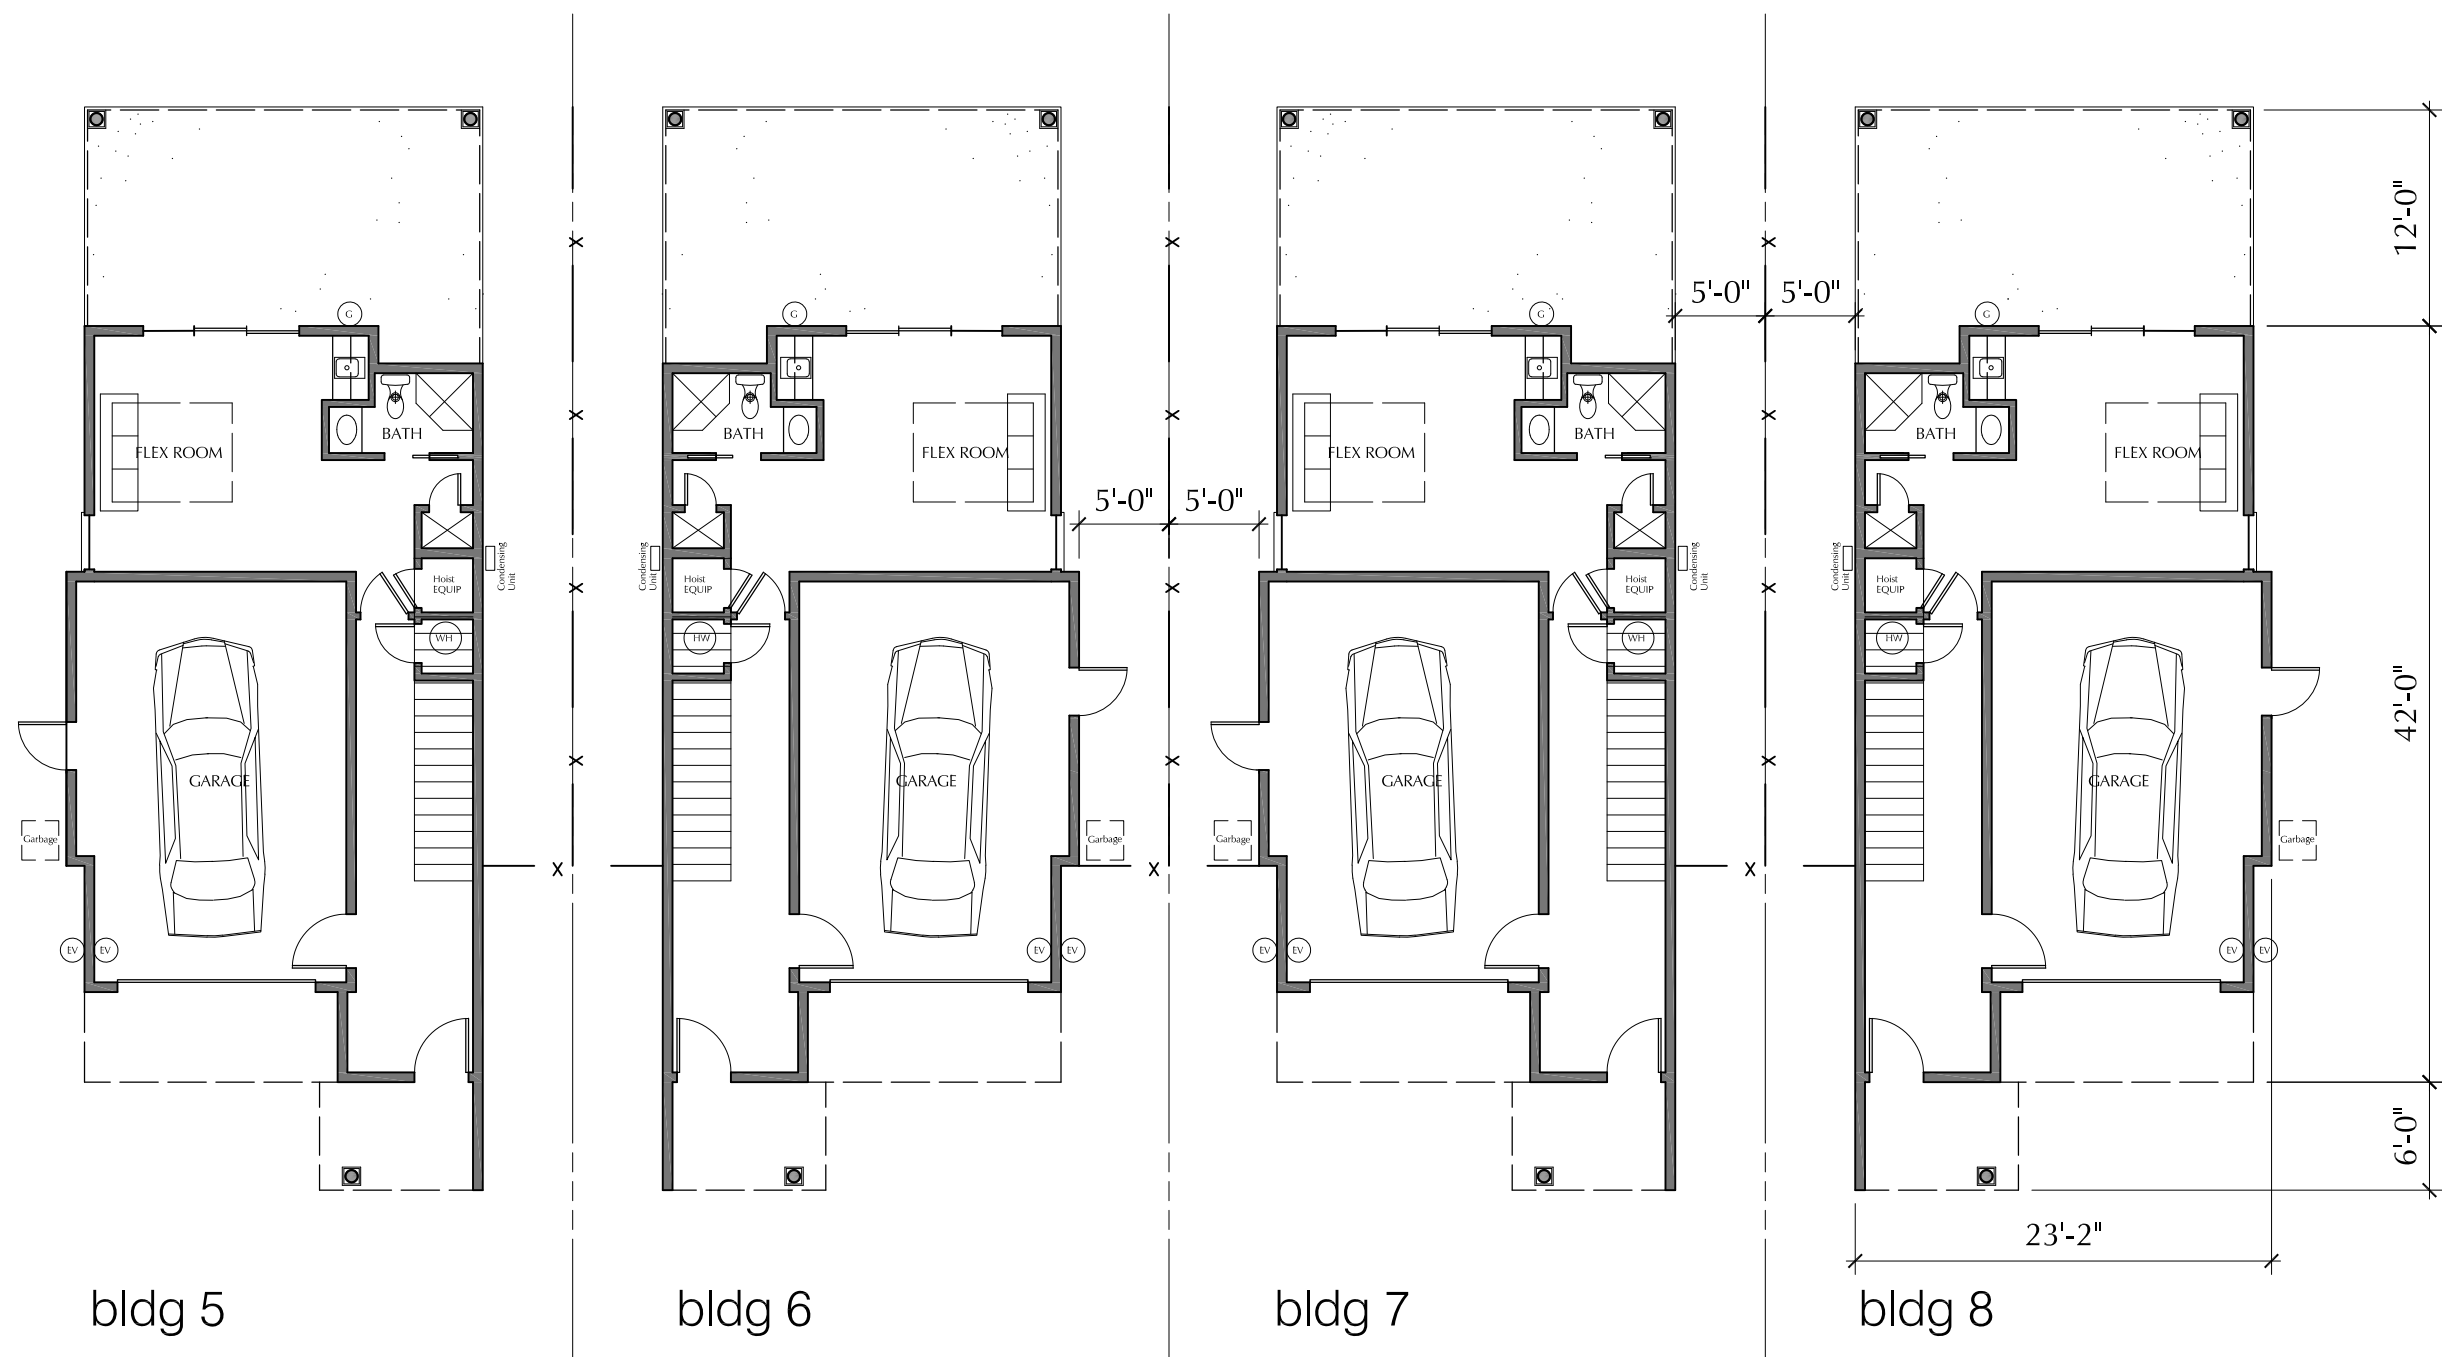 12'-0"
5'-0" 5'-0"
G G G G
BATH BATH BATH BATH
FLEX ROOM FLEX ROOM FLEX ROOM FLEX ROOM
5'-0" 5'-0"
Condensing
Unit
Condensing
Unit
Condensing
Unit
Condensing
Unit
Hoist
EQUIP
Hoist
EQUIP
Hoist
EQUIP
Hoist
EQUIP
WH HW WH HW
42'-0"
GARAGE GARAGE GARAGE GARAGE
Garbage Garbage Garbage Garbage
X X X
EV EV EV EV EV EV EV EV
6'-0"
23'-2"
bldg 5 bldg 6 bldg 7 bldg 8